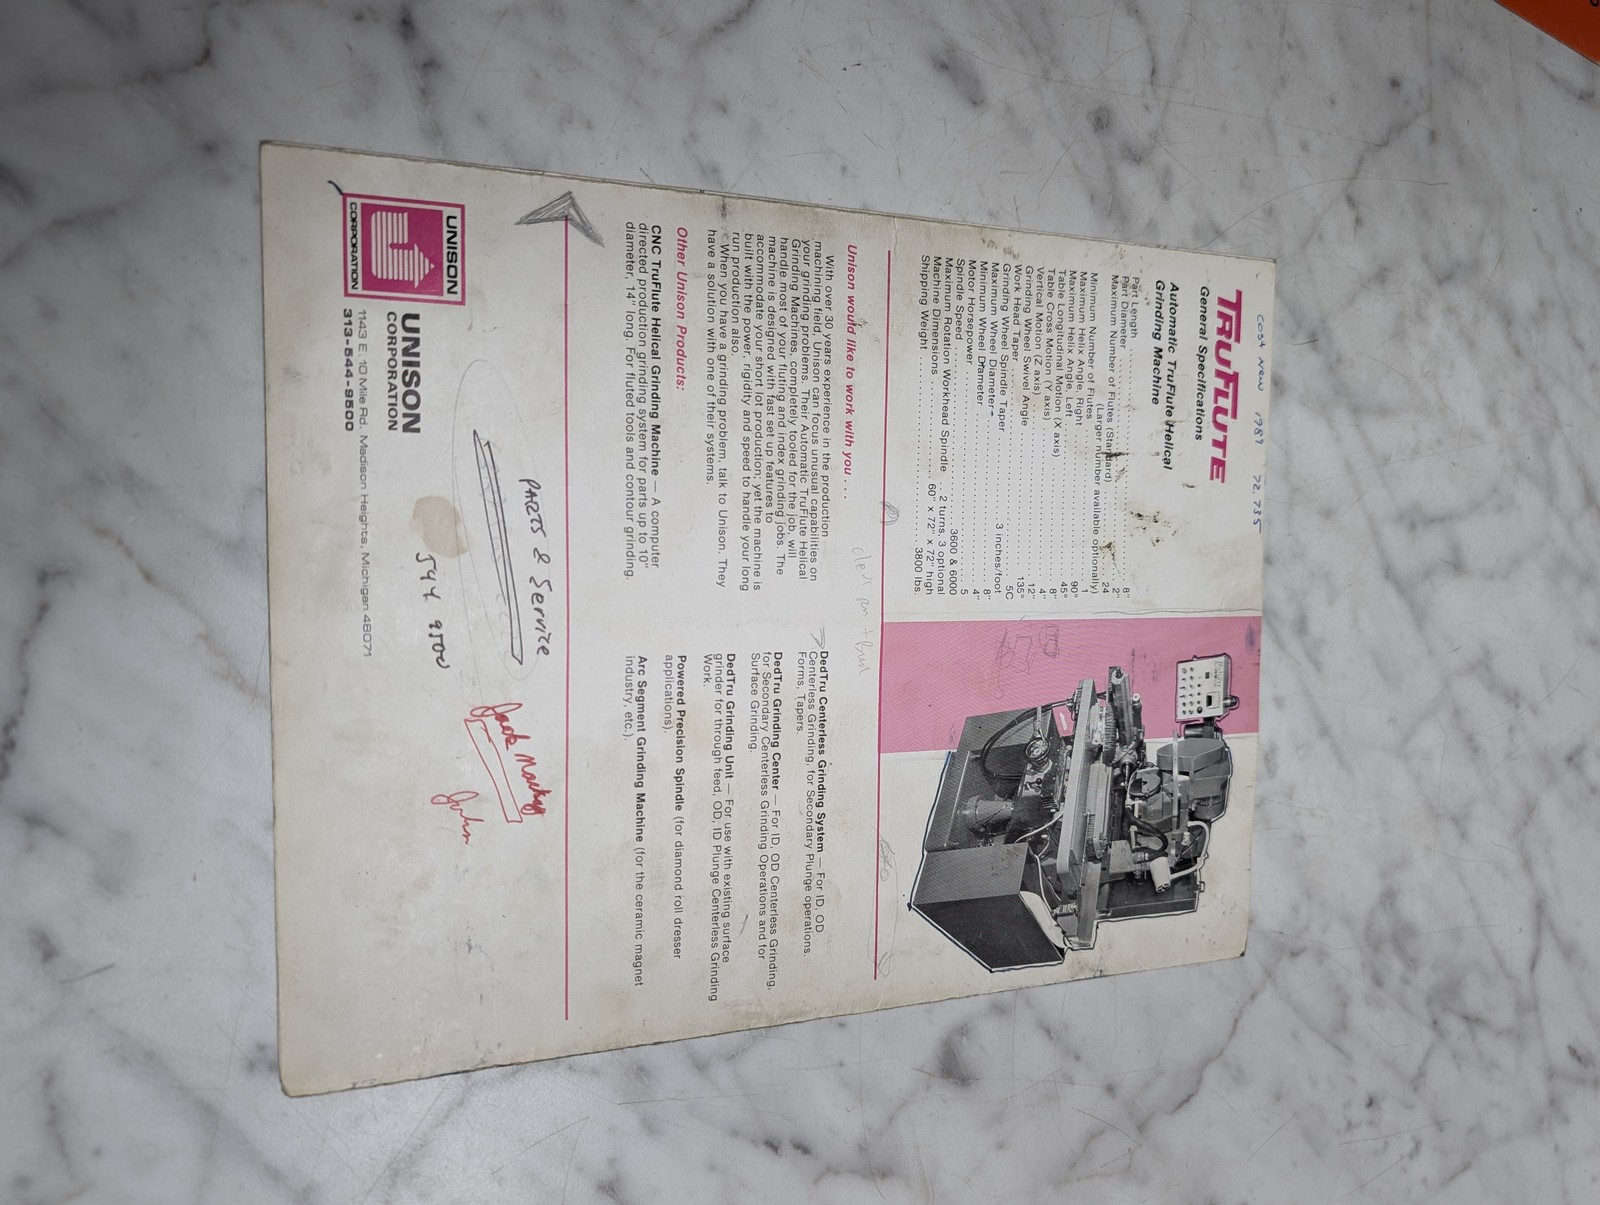 COST NEW 1989 72,735
TRUFLUTE
General Specifications
Automatic TruFlute Helical
Grinding Machine
Part Length . . . . . . . . . . 8"
Part Diameter . . . . . . . . . . 2"
Maximum Number of Flutes (Standard) . . . . . . . . . . 24
(Larger number available optionally)
Minimum Number of Flutes . . . . . . . . . . 1
Maximum Helix Angle, Right . . . . . . . . . . 90°
Maximum Helix Angle, Left . . . . . . . . . . 45°
Table Longitudinal Motion (X axis) . . . . . . . . . . 8"
Table Cross Motion (Y axis) . . . . . . . . . . 4"
Vertical Motion (Z axis) . . . . . . . . . . 12"
Grinding Wheel Swivel Angle . . . . . . . . . . 135°
Work Head Taper . . . . . . . . . . 5C
Grinding Wheel Spindle Taper . . . . . . . . . . 3 inches/foot
Maximum Wheel Diameter . . . . . . . . . . 8"
Minimum Wheel Diameter . . . . . . . . . . 4"
Motor Horsepower . . . . . . . . . . 5
Spindle Speed . . . . . . . . . . 3600 & 6000
Maximum Rotation Workhead Spindle . . 2 turns, 3 optional
Machine Dimensions . . . . . . . . . . 60" x 72" x 72" high
Shipping Weight . . . . . . . . . . 3800 lbs.
Unison would like to work with you . . .
With over 30 years experience in the production
machining field, Unison can focus unusual capabilities on
your grinding problems. Their Automatic TruFlute Helical
Grinding Machines, completely tooled for the job, will
handle most of your fluting and index grinding jobs. The
machine is designed with fast set up features to
accommodate your short lot production; yet the machine is
built with the power, rigidity and speed to handle your long
run production also.
When you have a grinding problem, talk to Unison. They
have a solution with one of their systems.
Other Unison Products:
CNC TruFlute Helical Grinding Machine — A computer
directed production grinding system for parts up to 10"
diameter, 14" long. For fluted tools and contour grinding.
DedTru Centerless Grinding System — For ID, OD
Centerless Grinding, for Secondary Plunge operations.
Forms, Tapers.
DedTru Grinding Center — For ID, OD Centerless Grinding,
for Secondary Centerless Grinding Operations and for
Surface Grinding.
DedTru Grinding Unit — For use with existing surface
grinder for through feed, OD, ID Plunge Centerless Grinding
Work.
Powered Precision Spindle (for diamond roll dresser
applications).
Arc Segment Grinding Machine (for the ceramic magnet
industry, etc.).
PARTS & Service
544 9500
Jack
John
UNISON
CORPORATION
UNISON
CORPORATION
1143 E. 10 Mile Rd. Madison Heights, Michigan 48071
313-544-9500